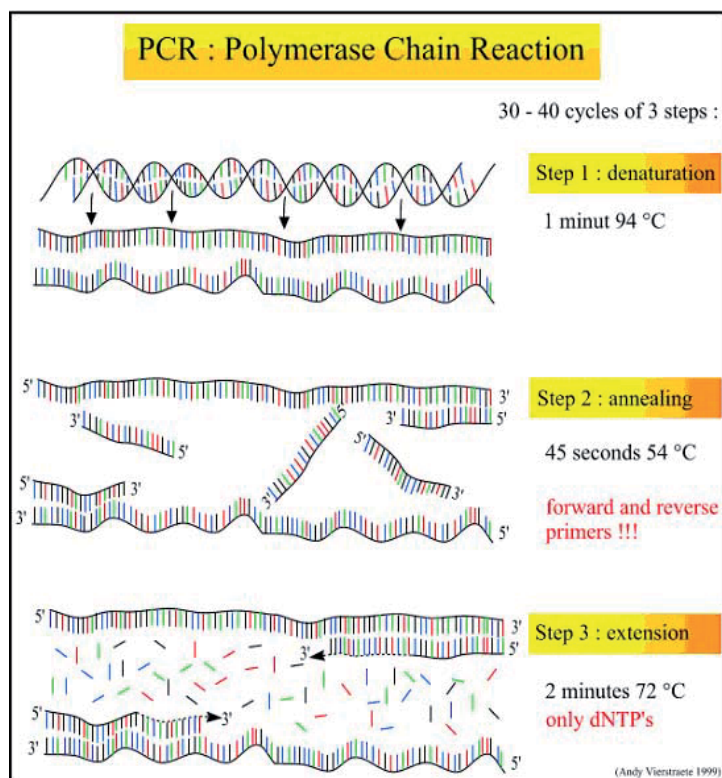 PCR : Polymerase Chain Reaction
30 - 40 cycles of 3 steps :
Step 1 : denaturation
1 minut 94 °C
5'
3'
Step 2 : annealing
3'
5'
5'
3'
5'
5'
3'
45 seconds 54 °C
5'
3'
3'
5'
forward and reverse
primers !!!
5'
3'
Step 3 : extension
3'
5'
2 minutes 72 °C
only dNTP's
5'
3'
3'
5'
(Andy Vierstraete 1999)